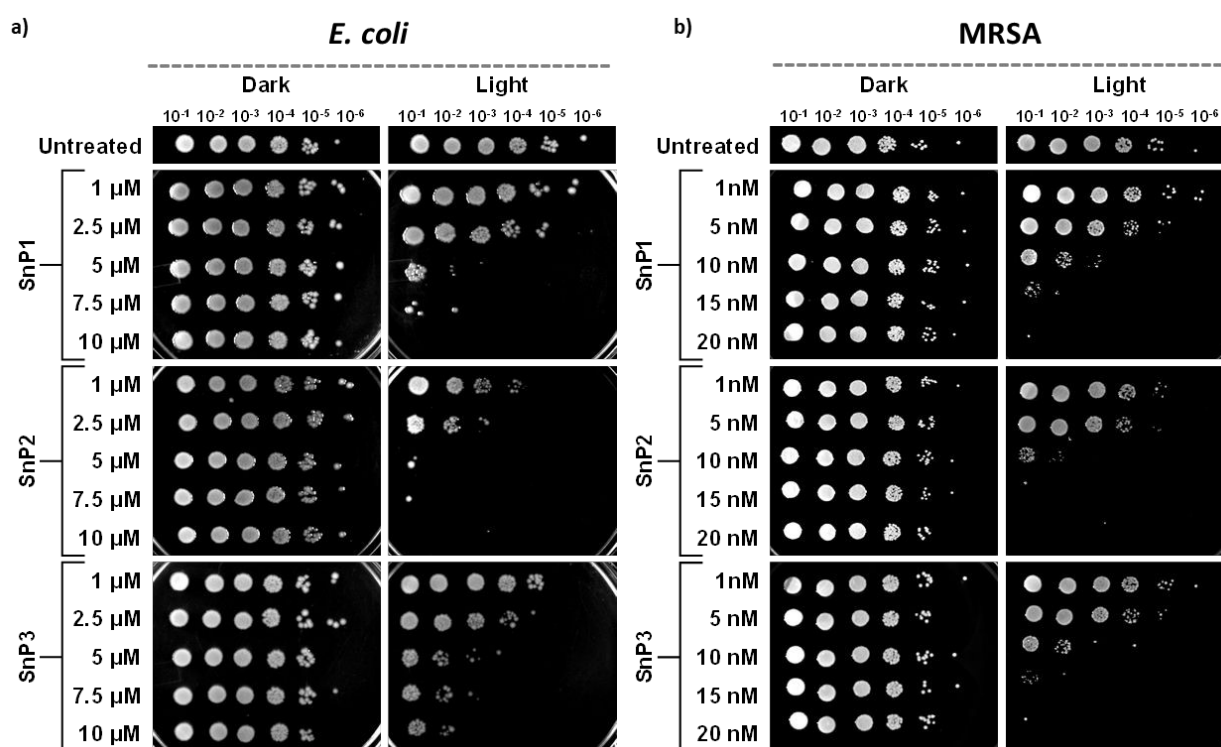 a)
E. coli
Dark Light
10-1 10-2 10-3 10-4 10-5 10-6 10-1 10-2 10-3 10-4 10-5 10-6
Untreated
SnP1
1 µM
2.5 µM
5 µM
7.5 µM
10 µM
SnP2
1 µM
2.5 µM
5 µM
7.5 µM
10 µM
SnP3
1 µM
2.5 µM
5 µM
7.5 µM
10 µM
b)
MRSA
Dark Light
10-1 10-2 10-3 10-4 10-5 10-6 10-1 10-2 10-3 10-4 10-5 10-6
SnP1
1nM
5 nM
10 nM
15 nM
20 nM
SnP2
1nM
5 nM
10 nM
15 nM
20 nM
SnP3
1nM
5 nM
10 nM
15 nM
20 nM